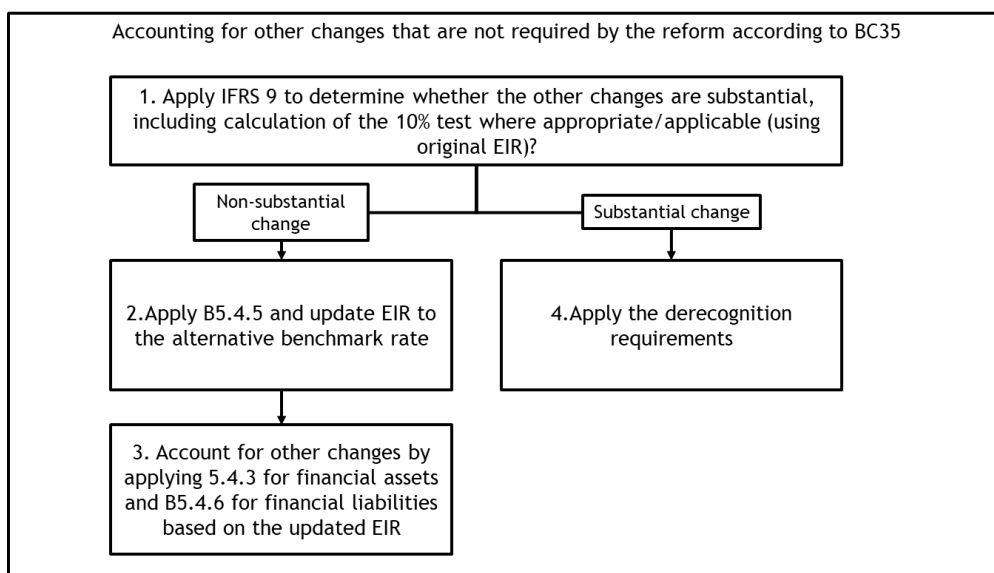 Accounting for other changes that are not required by the reform according to BC35
1. Apply IFRS 9 to determine whether the other changes are substantial,
including calculation of the 10% test where appropriate/applicable (using
original EIR)?
Non-substantial
change
Substantial change
2.Apply B5.4.5 and update EIR to
the alternative benchmark rate
4.Apply the derecognition
requirements
3. Account for other changes by
applying 5.4.3 for financial assets
and B5.4.6 for financial liabilities
based on the updated EIR